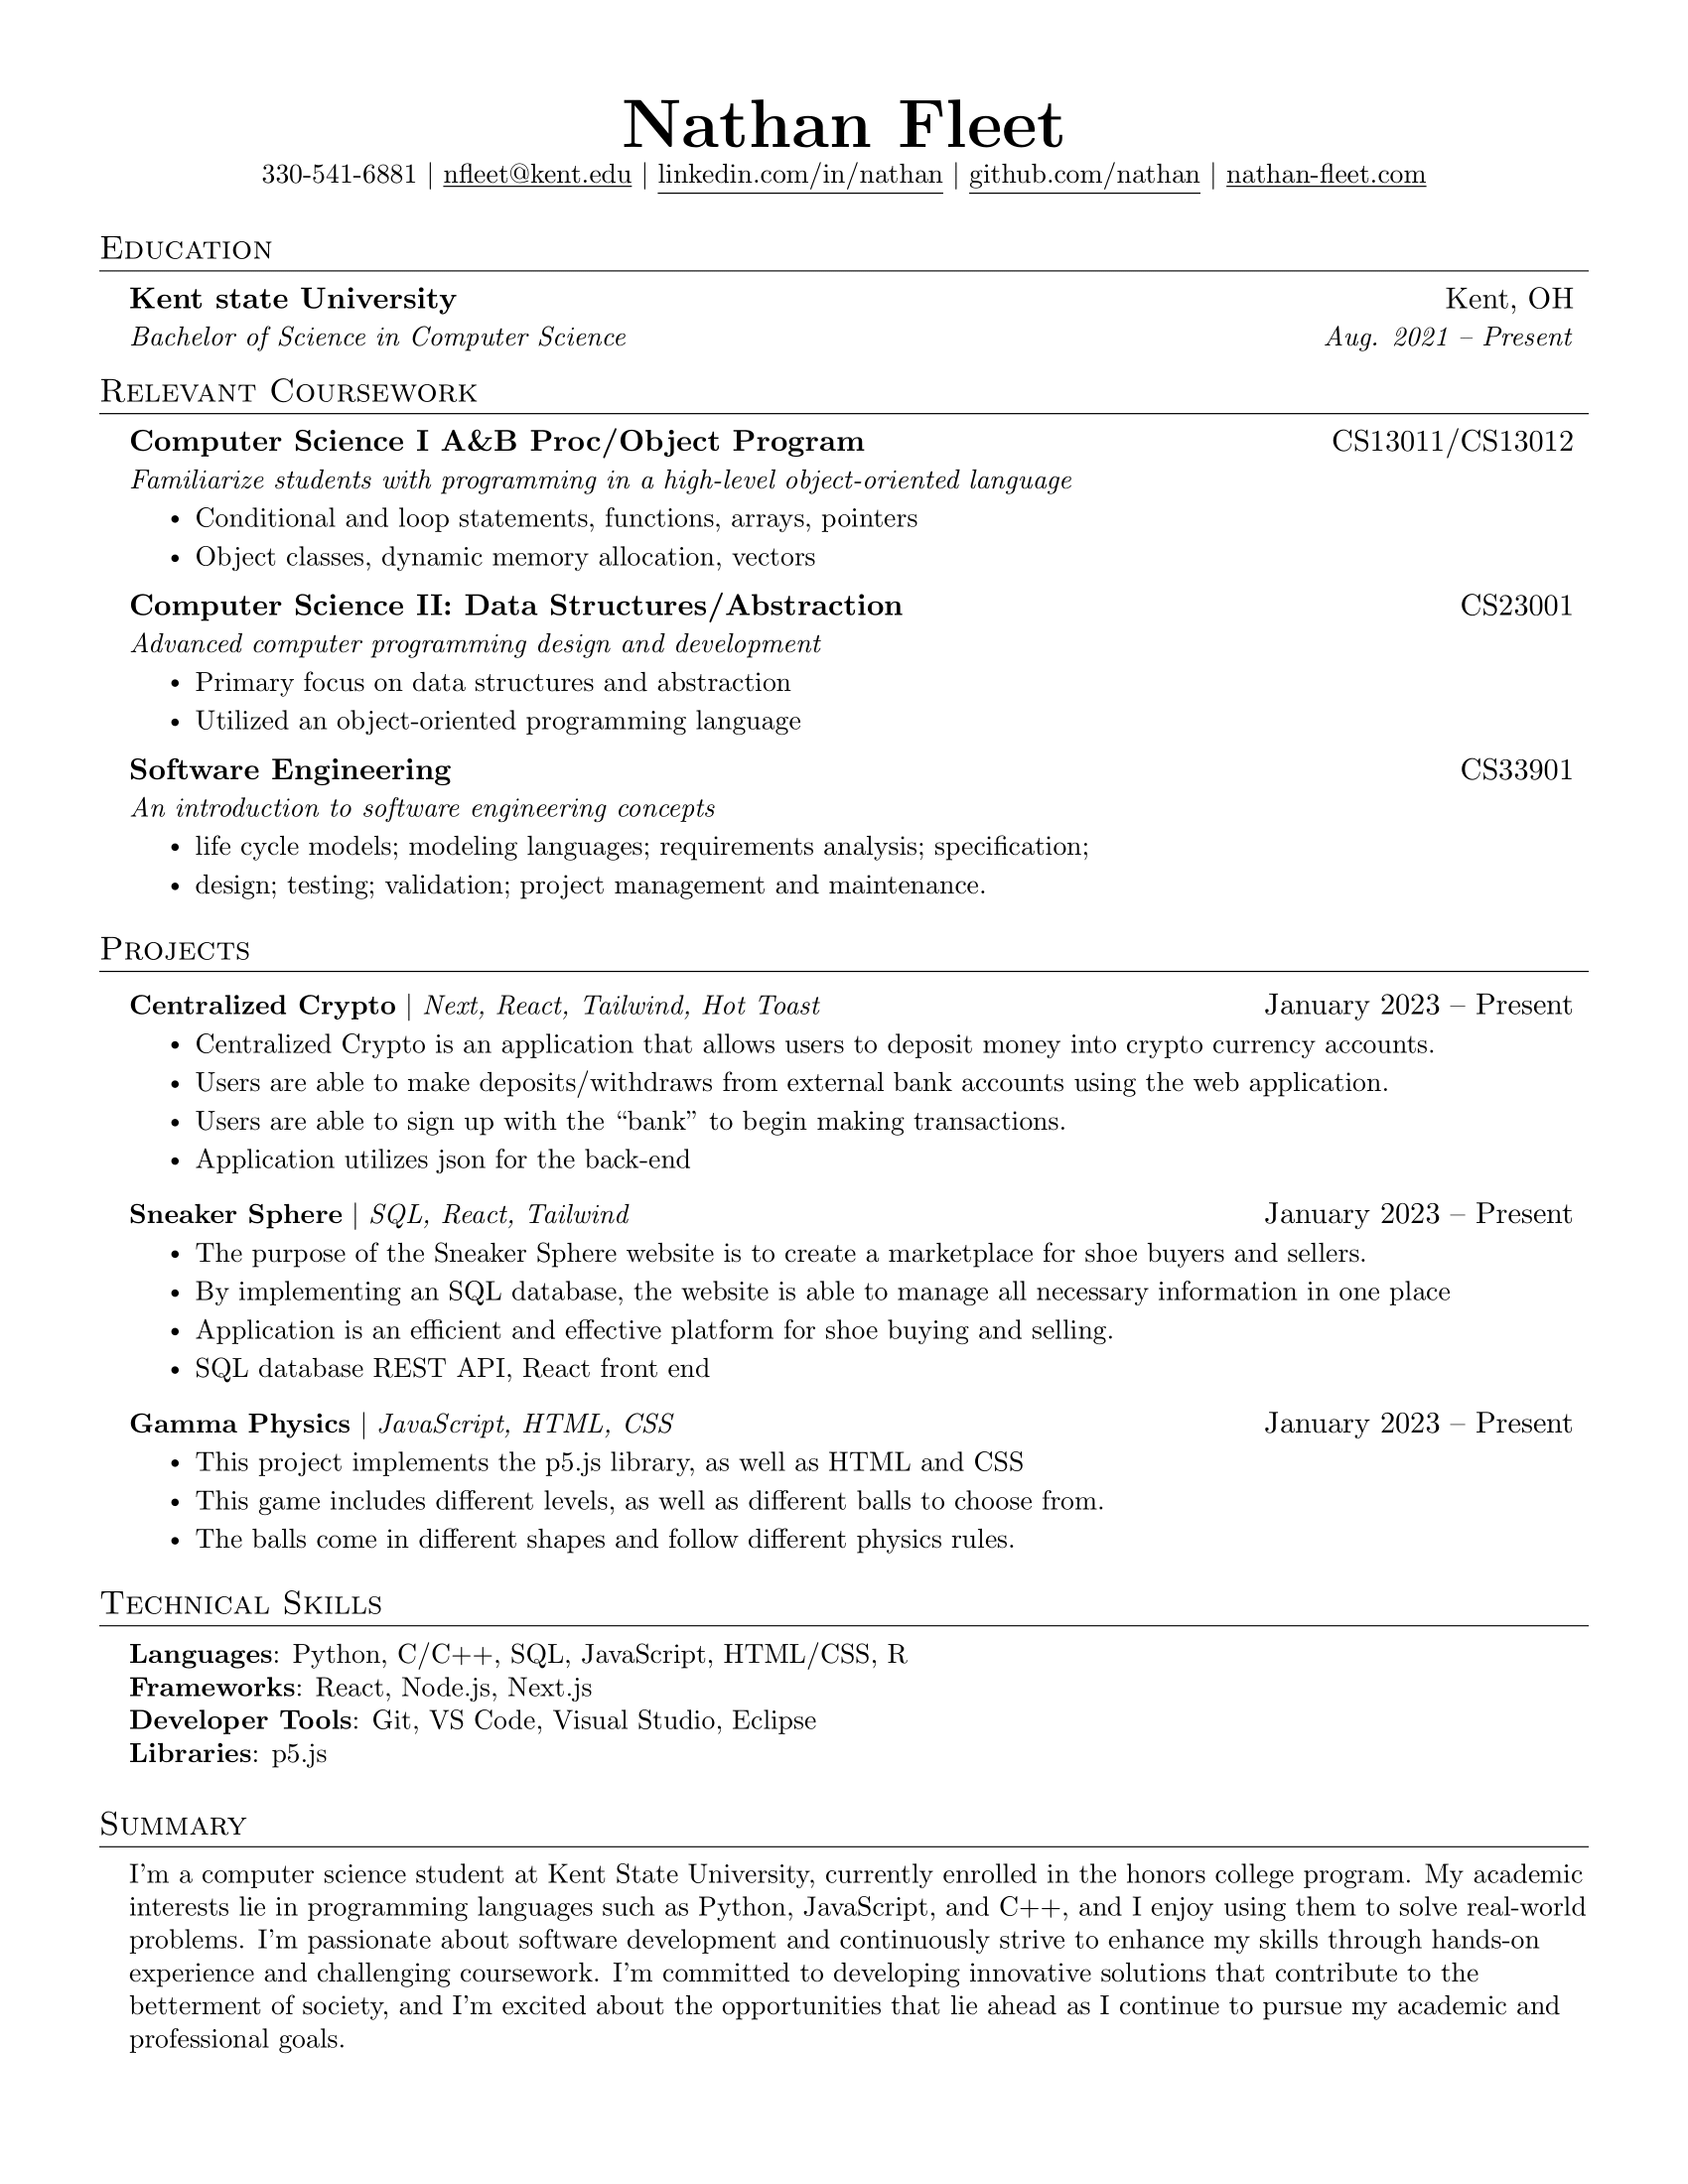 Nathan Fleet
330-541-6881 | nfleet@kent.edu | linkedin.com/in/nathan | github.com/nathan | nathan-fleet.com
Education
Kent state University Kent, OH
Bachelor of Science in Computer Science Aug. 2021 – Present
Relevant Coursework
Computer Science I A&B Proc/Object Program CS13011/CS13012
Familiarize students with programming in a high-level object-oriented language
• Conditional and loop statements, functions, arrays, pointers
• Object classes, dynamic memory allocation, vectors
Computer Science II: Data Structures/Abstraction CS23001
Advanced computer programming design and development
• Primary focus on data structures and abstraction
• Utilized an object-oriented programming language
Software Engineering CS33901
An introduction to software engineering concepts
• life cycle models; modeling languages; requirements analysis; specification;
• design; testing; validation; project management and maintenance.
Projects
Centralized Crypto | Next, React, Tailwind, Hot Toast January 2023 – Present
• Centralized Crypto is an application that allows users to deposit money into crypto currency accounts.
• Users are able to make deposits/withdraws from external bank accounts using the web application.
• Users are able to sign up with the “bank” to begin making transactions.
• Application utilizes json for the back-end
Sneaker Sphere | SQL, React, Tailwind January 2023 – Present
• The purpose of the Sneaker Sphere website is to create a marketplace for shoe buyers and sellers.
• By implementing an SQL database, the website is able to manage all necessary information in one place
• Application is an efficient and effective platform for shoe buying and selling.
• SQL database REST API, React front end
Gamma Physics | JavaScript, HTML, CSS January 2023 – Present
• This project implements the p5.js library, as well as HTML and CSS
• This game includes different levels, as well as different balls to choose from.
• The balls come in different shapes and follow different physics rules.
Technical Skills
Languages: Python, C/C++, SQL, JavaScript, HTML/CSS, R
Frameworks: React, Node.js, Next.js
Developer Tools: Git, VS Code, Visual Studio, Eclipse
Libraries: p5.js
Summary
I’m a computer science student at Kent State University, currently enrolled in the honors college program. My academic
interests lie in programming languages such as Python, JavaScript, and C++, and I enjoy using them to solve real-world
problems. I’m passionate about software development and continuously strive to enhance my skills through hands-on
experience and challenging coursework. I’m committed to developing innovative solutions that contribute to the
betterment of society, and I’m excited about the opportunities that lie ahead as I continue to pursue my academic and
professional goals.